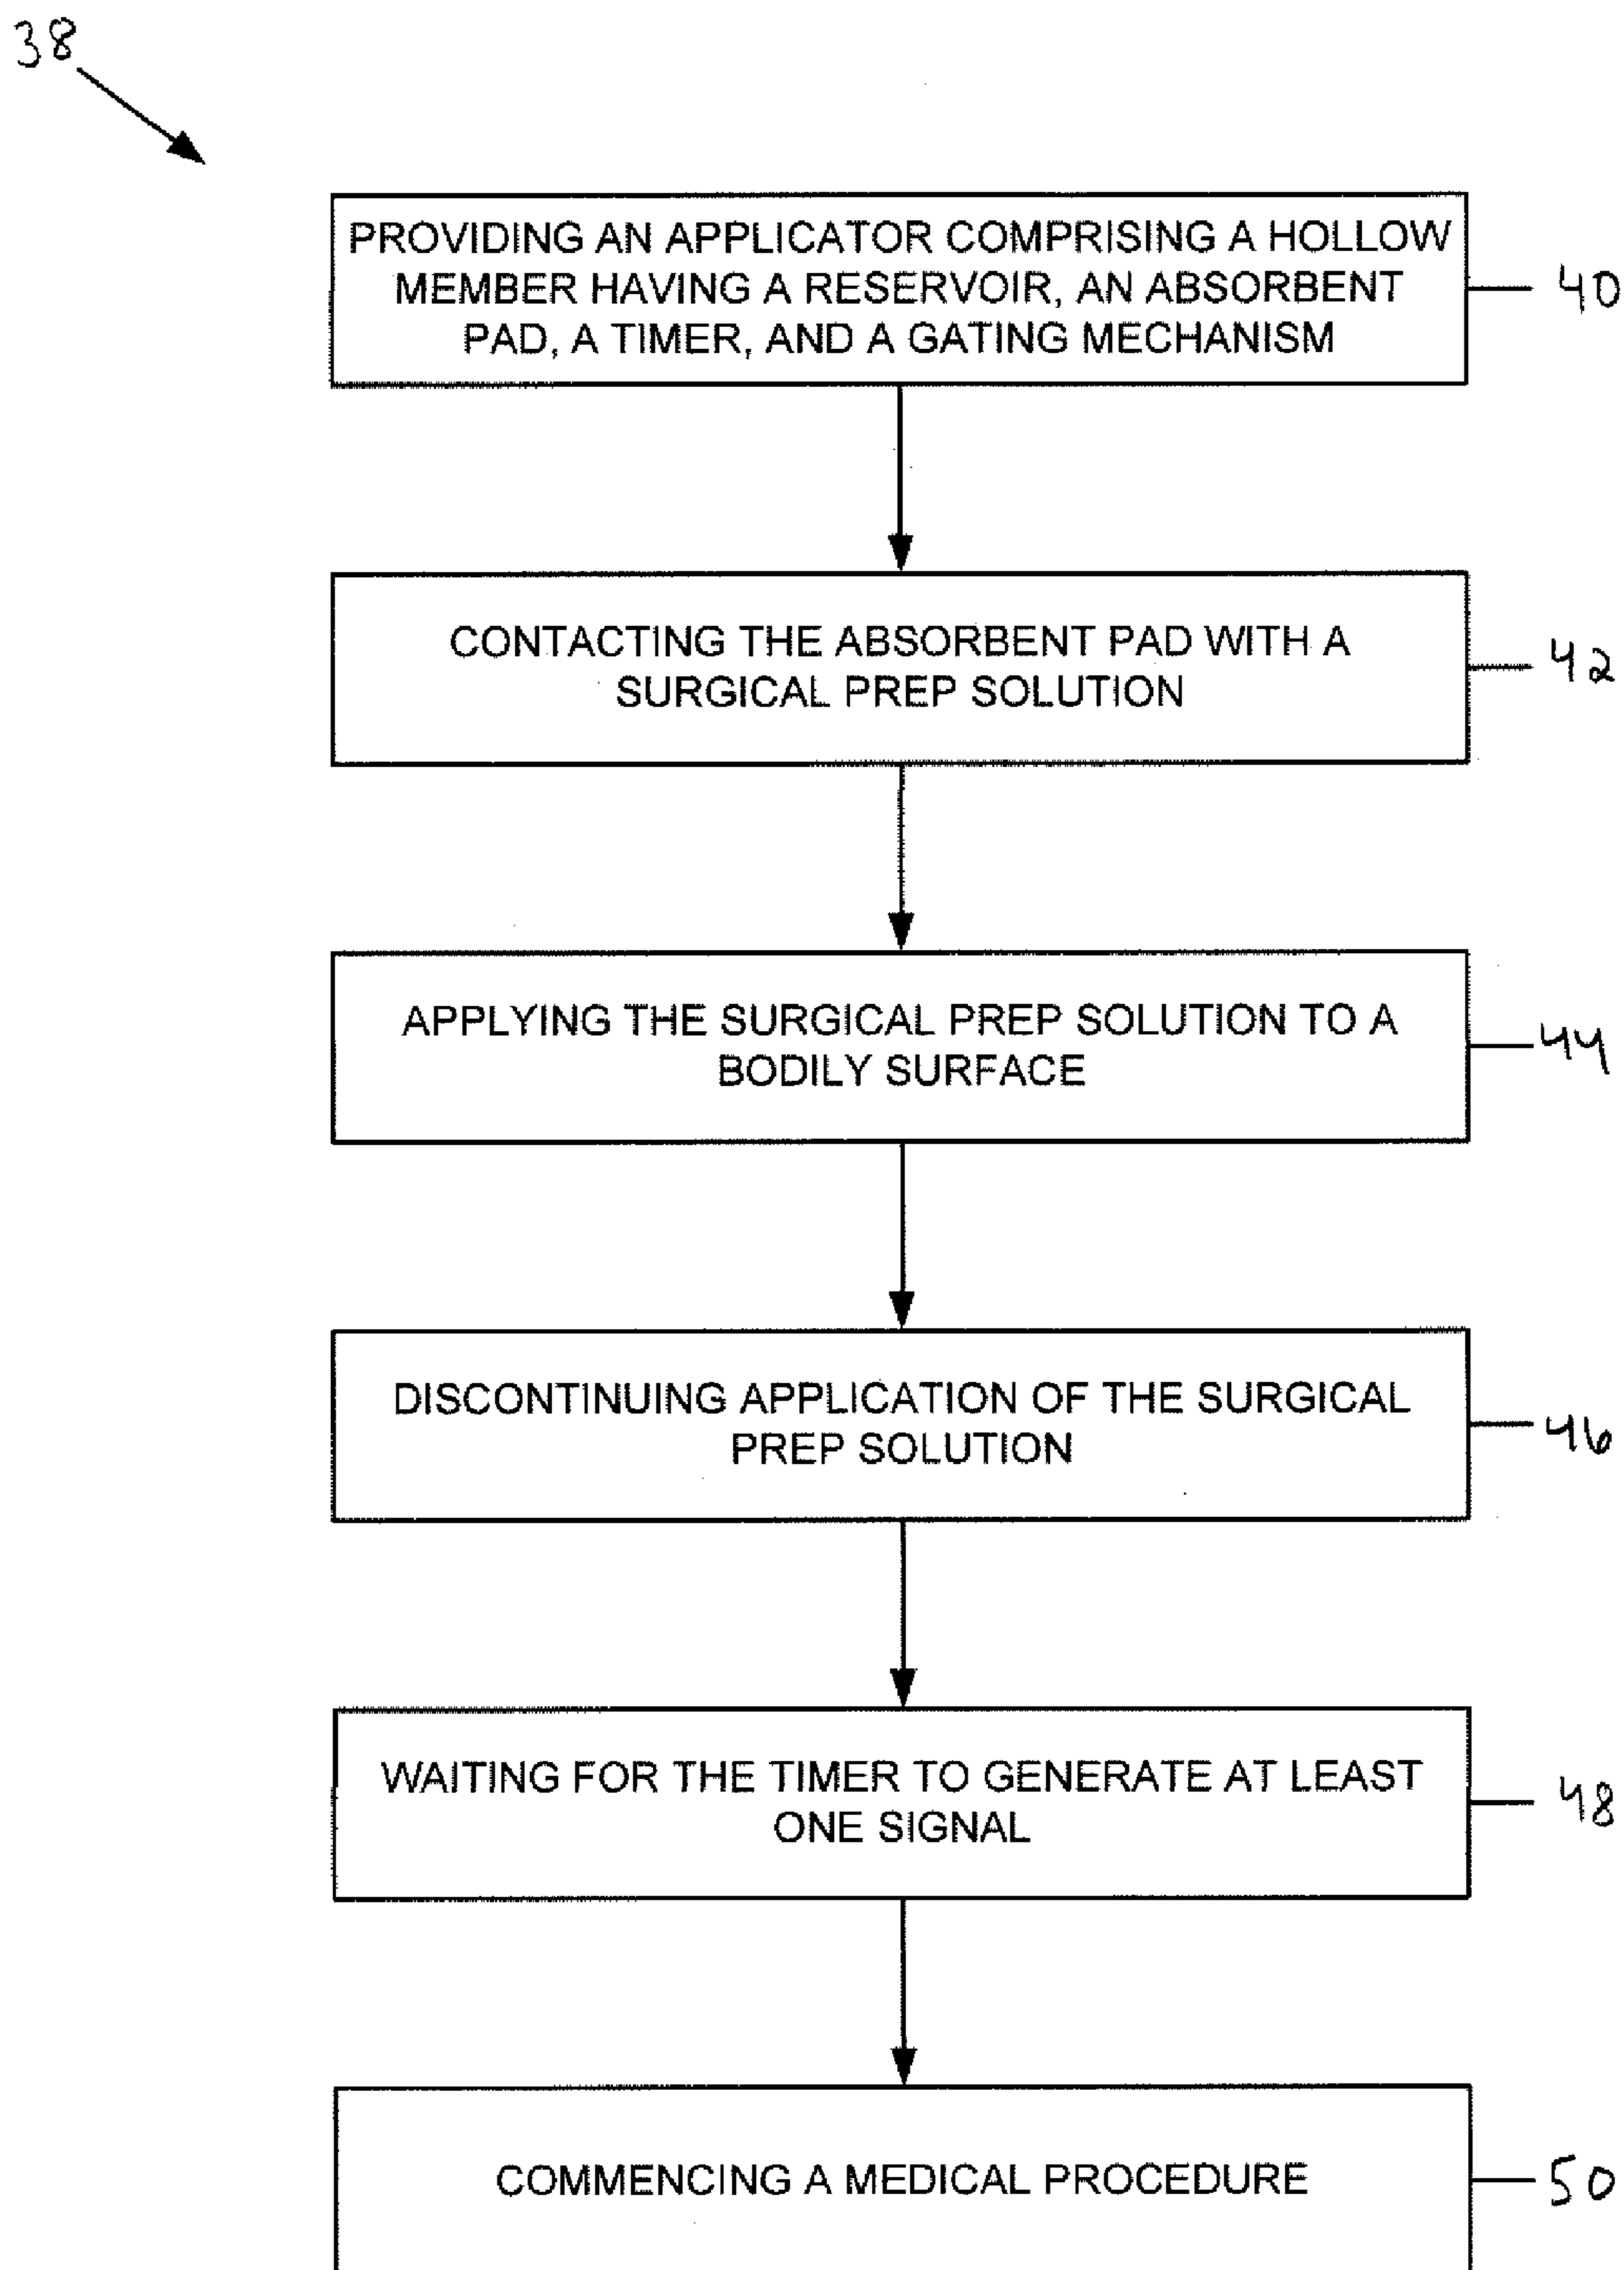 38
PROVIDING AN APPLICATOR COMPRISING A HOLLOW
MEMBER HAVING A RESERVOIR, AN ABSORBENT
PAD, A TIMER, AND A GATING MECHANISM
40
CONTACTING THE ABSORBENT PAD WITH A
SURGICAL PREP SOLUTION
42
APPLYING THE SURGICAL PREP SOLUTION TO A
BODILY SURFACE
44
DISCONTINUING APPLICATION OF THE SURGICAL
PREP SOLUTION
46
WAITING FOR THE TIMER TO GENERATE AT LEAST
ONE SIGNAL
48
COMMENCING A MEDICAL PROCEDURE
50